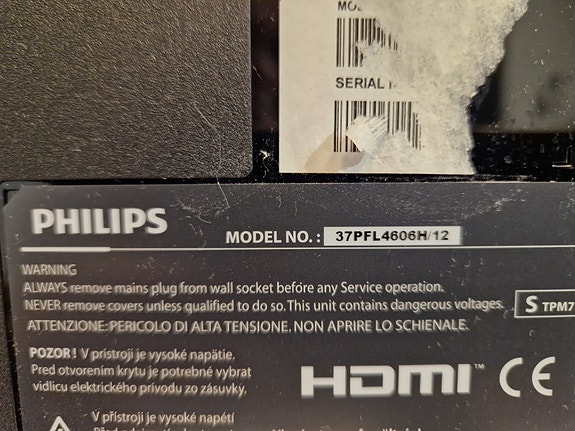 SERIAL
PHILIPS
MODEL NO. : 37PFL4606H/12
WARNING
ALWAYS remove mains plug from wall socket before any Service operation.
NEVER remove covers unless qualified to do so. This unit contains dangerous voltages.
S TPM7
ATTENZIONE: PERICOLO DI ALTA TENSIONE. NON APRIRE LO SCHIENALE.
POZOR! V prístroji je vysoké napätie.
Pred otvorením krytu je potrebné vybrat
vidlicu elektrického prívodu zo zásuvky.
HDMI™ CE
V přístroji je vysoké napětí